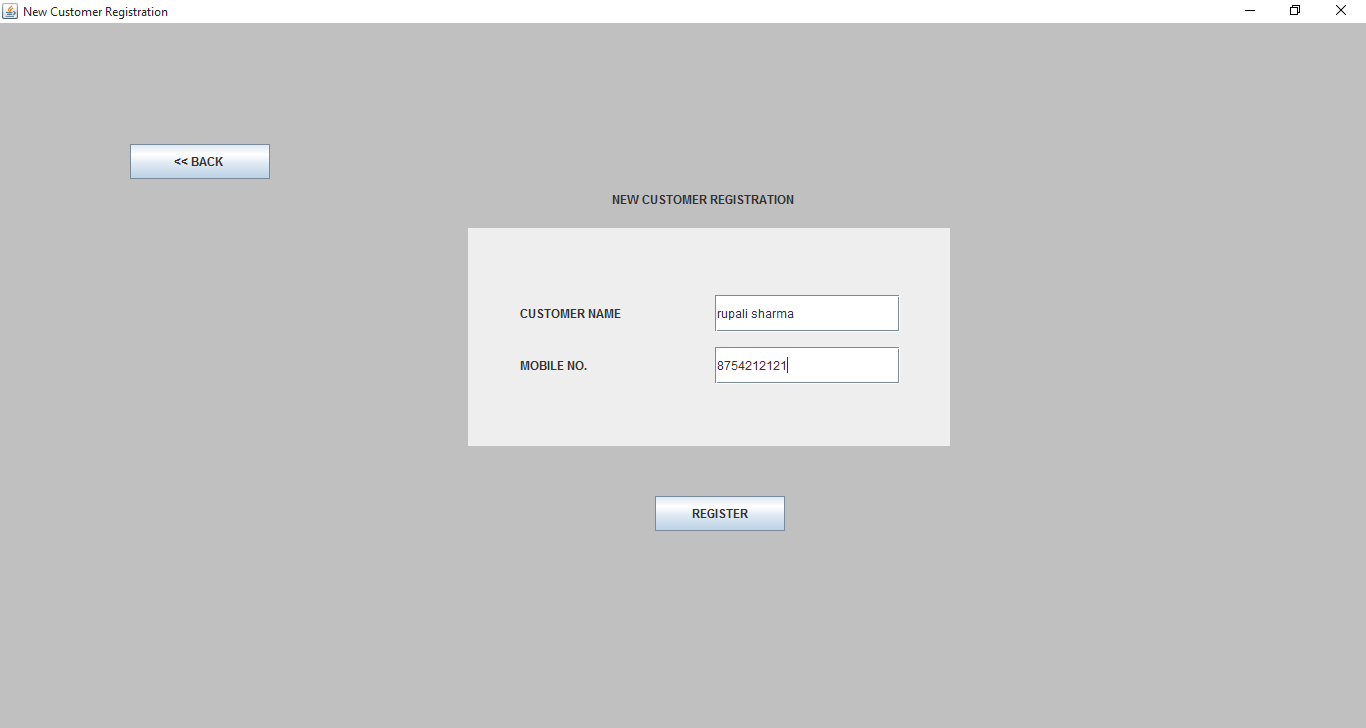 New Customer Registration
<< BACK
NEW CUSTOMER REGISTRATION
CUSTOMER NAME
rupali sharma
MOBILE NO.
8754212121
REGISTER